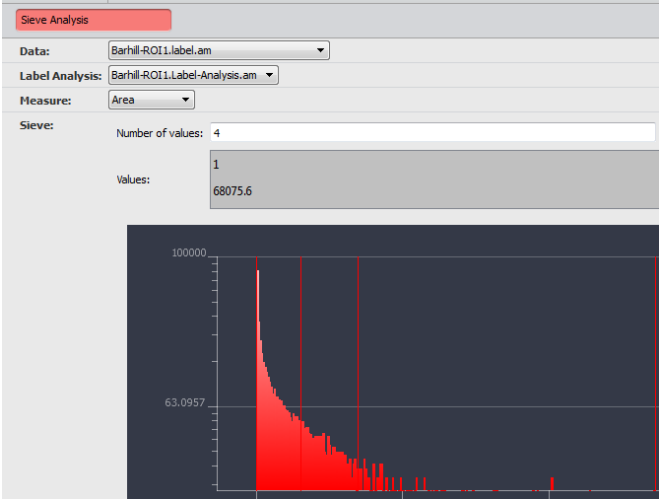 Sieve Analysis
Data: Barhill-ROI1.label.am
Label Analysis: Barhill-ROI1.Label-Analysis.am
Measure: Area
Sieve:
Number of values: 4
Values:
1
68075.6
100000
63.0957